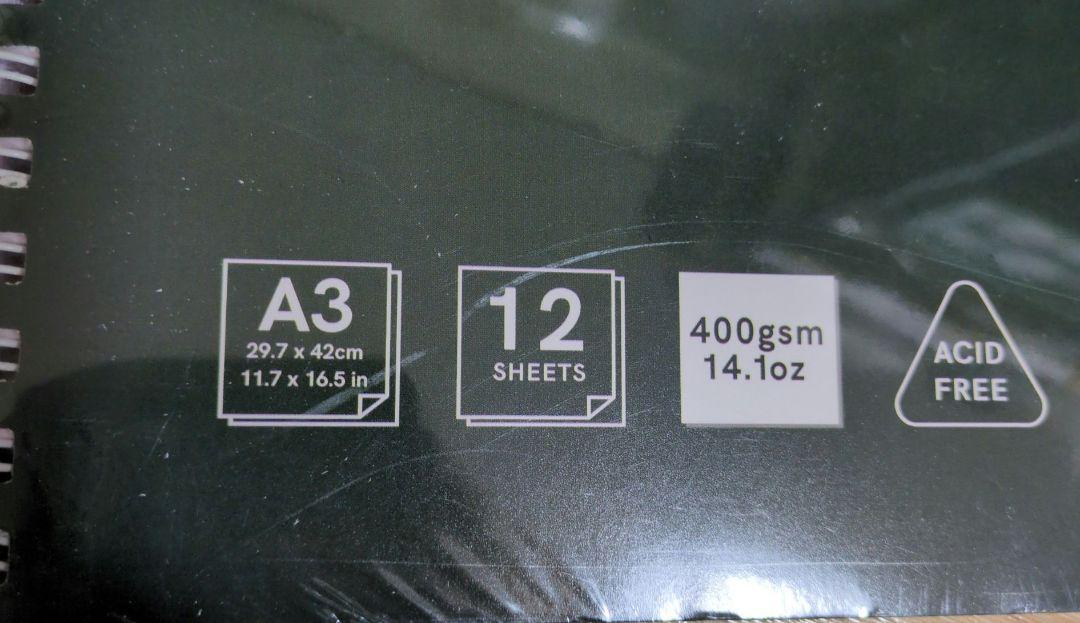 A3
29.7 x 42cm
11.7 x 16.5 in
12
SHEETS
400gsm
14.1oz
ACID
FREE